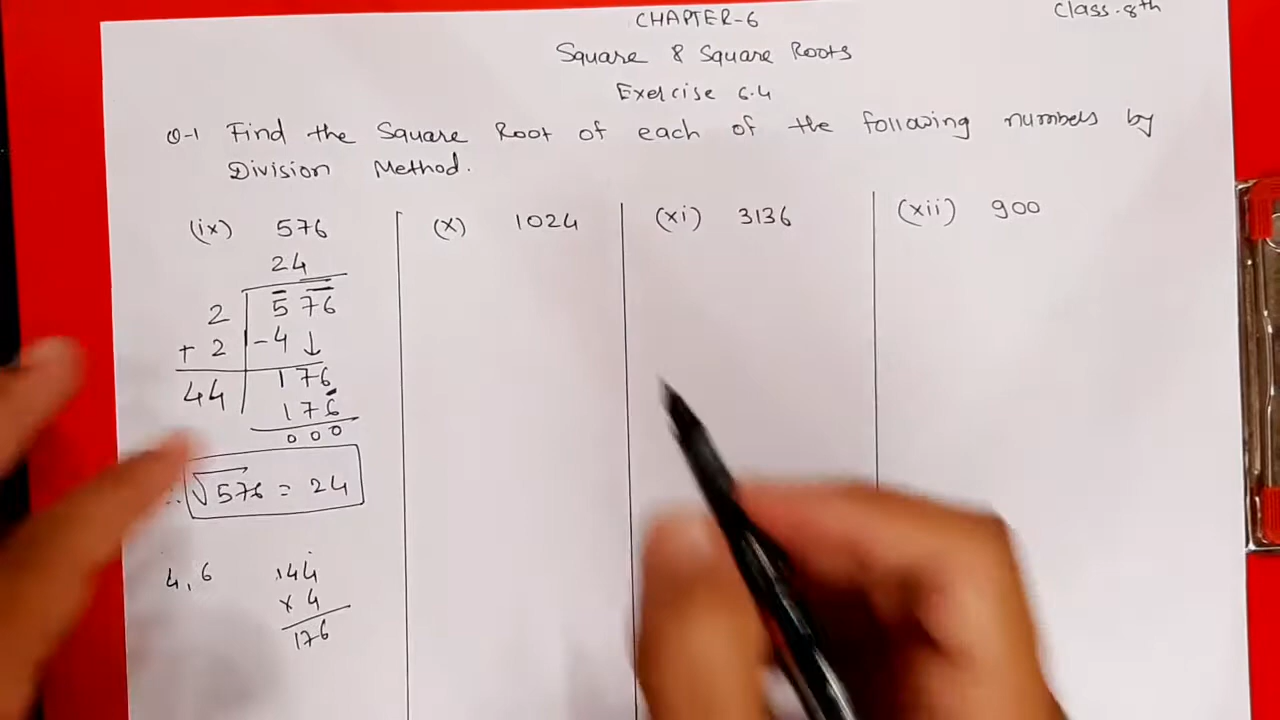 CHAPTER-6
Class. 8th
Square & Square Roots
Exercise 6.4
Q-1 Find the Square Root of each of the following numbers by
Division Method.
(ix) 576
24
2 576
+ 2 -4 ↓
44 176
176
000
∴ √576 = 24
4, 6
144
x 4
176
(x) 1024
(xi) 3136
(xii) 900